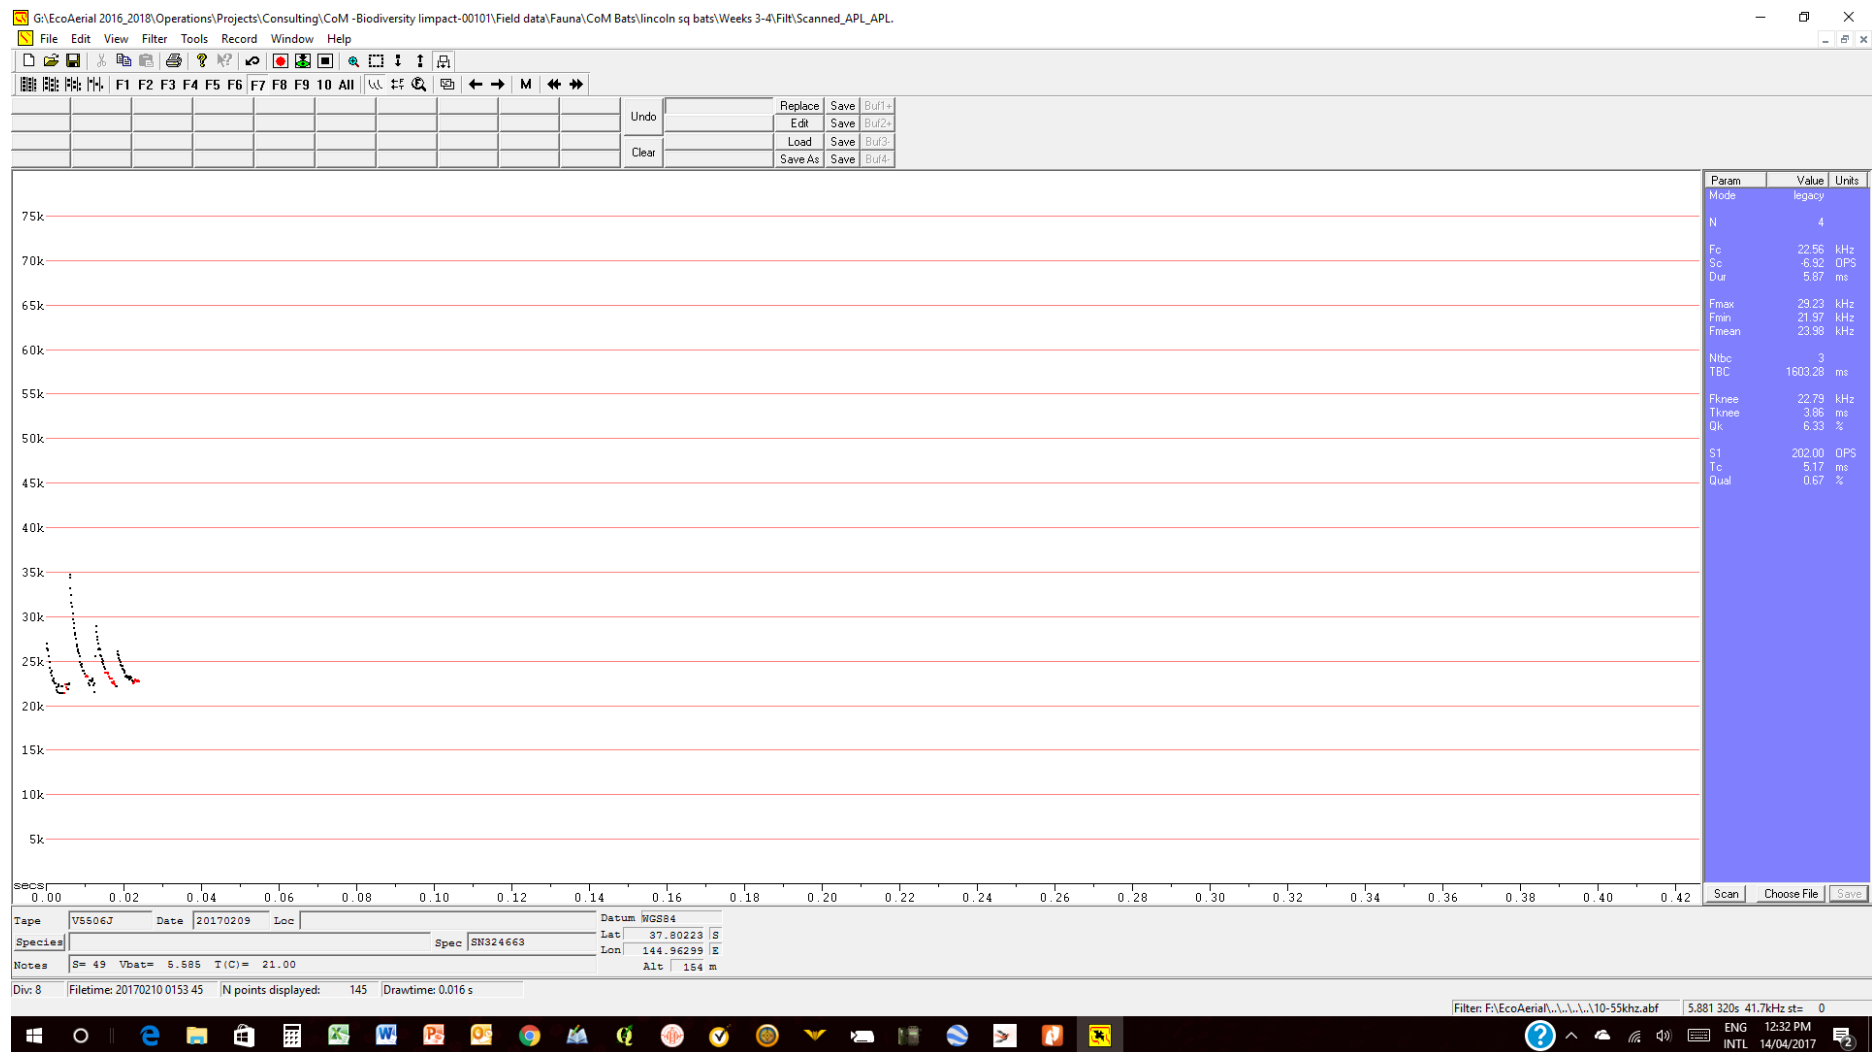 G:\EcoAerial 2016_2018\Operations\Projects\Consulting\CoM -Biodiversity Iimpact-00101\Field data\Fauna\CoM Bats\lincoln sq bats\Weeks 3-4\Filt\Scanned_APL_APL.
File Edit View Filter Tools Record Window Help
F1 F2 F3 F4 F5 F6 F7 F8 F9 10 All M
Undo
Clear
Replace Save Buf1+
Edit Save Buf2+
Load Save Buf3-
Save As Save Buf4-
75k
70k
65k
60k
55k
50k
45k
40k
35k
30k
25k
20k
15k
10k
5k
secs
0.00 0.02 0.04 0.06 0.08 0.10 0.12 0.14 0.16 0.18 0.20 0.22 0.24 0.26 0.28 0.30 0.32 0.34 0.36 0.38 0.40 0.42
Param Value Units
Mode legacy
N 4
Fc 22.56 kHz
Sc -6.92 OPS
Dur 5.87 ms
Fmax 29.23 kHz
Fmin 21.97 kHz
Fmean 23.98 kHz
Ntbc 3
TBC 1603.28 ms
Fknee 22.79 kHz
Tknee 3.86 ms
Qk 6.33 %
S1 202.00 OPS
Tc 5.17 ms
Qual 0.67 %
Scan Choose File Save
Tape V5506J Date 20170209 Loc
Species Spec SN324663
Notes S= 49 Vbat= 5.585 T(C)= 21.00
Datum WGS84
Lat 37.80223 S
Lon 144.96299 E
Alt 154 m
Div: 8 Filetime: 20170210 0153 45 N points displayed: 145 Drawtime: 0.016 s
Filter: F:\EcoAerial\..\..\..\..\10-55khz.abf 5.881 320s 41.7kHz st= 0
ENG
INTL
12:32 PM
14/04/2017
2